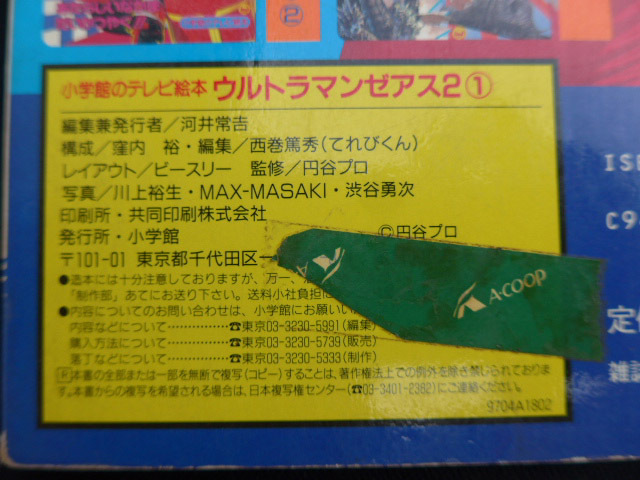 ②
小学館のテレビ絵本 ウルトラマンゼアス2①
編集兼発行者／河井常吉
構成／窪内 裕・編集／西巻篤秀(てれびくん)
レイアウト／ビースリー 監修／円谷プロ
写真／川上裕生・MAX-MASAKI・渋谷勇次
印刷所・共同印刷株式会社
発行所・小学館 Ⓒ円谷プロ
〒101-01 東京都千代田区一
●造本には十分注意しておりますが、万一、
「制作部」あてにお送り下さい。送料小社負担に
●内容についてのお問い合わせは、小学館にお願い
内容などについて…………☎東京03-3230-5991(編集)
購入方法について…………☎東京03-3230-5739(販売)
落丁などについて…………☎東京03-3230-5333(制作)
Ⓡ本書の全部または一部を無断で複写(コピー)することは、著作権法上での例外を除き禁じられておりま
す。本書からの複写を希望される場合は、日本複写権センター(☎03-3401-2382)にご連絡ください。
9704A1802
A-COOP
IS
C9
定価
雑誌